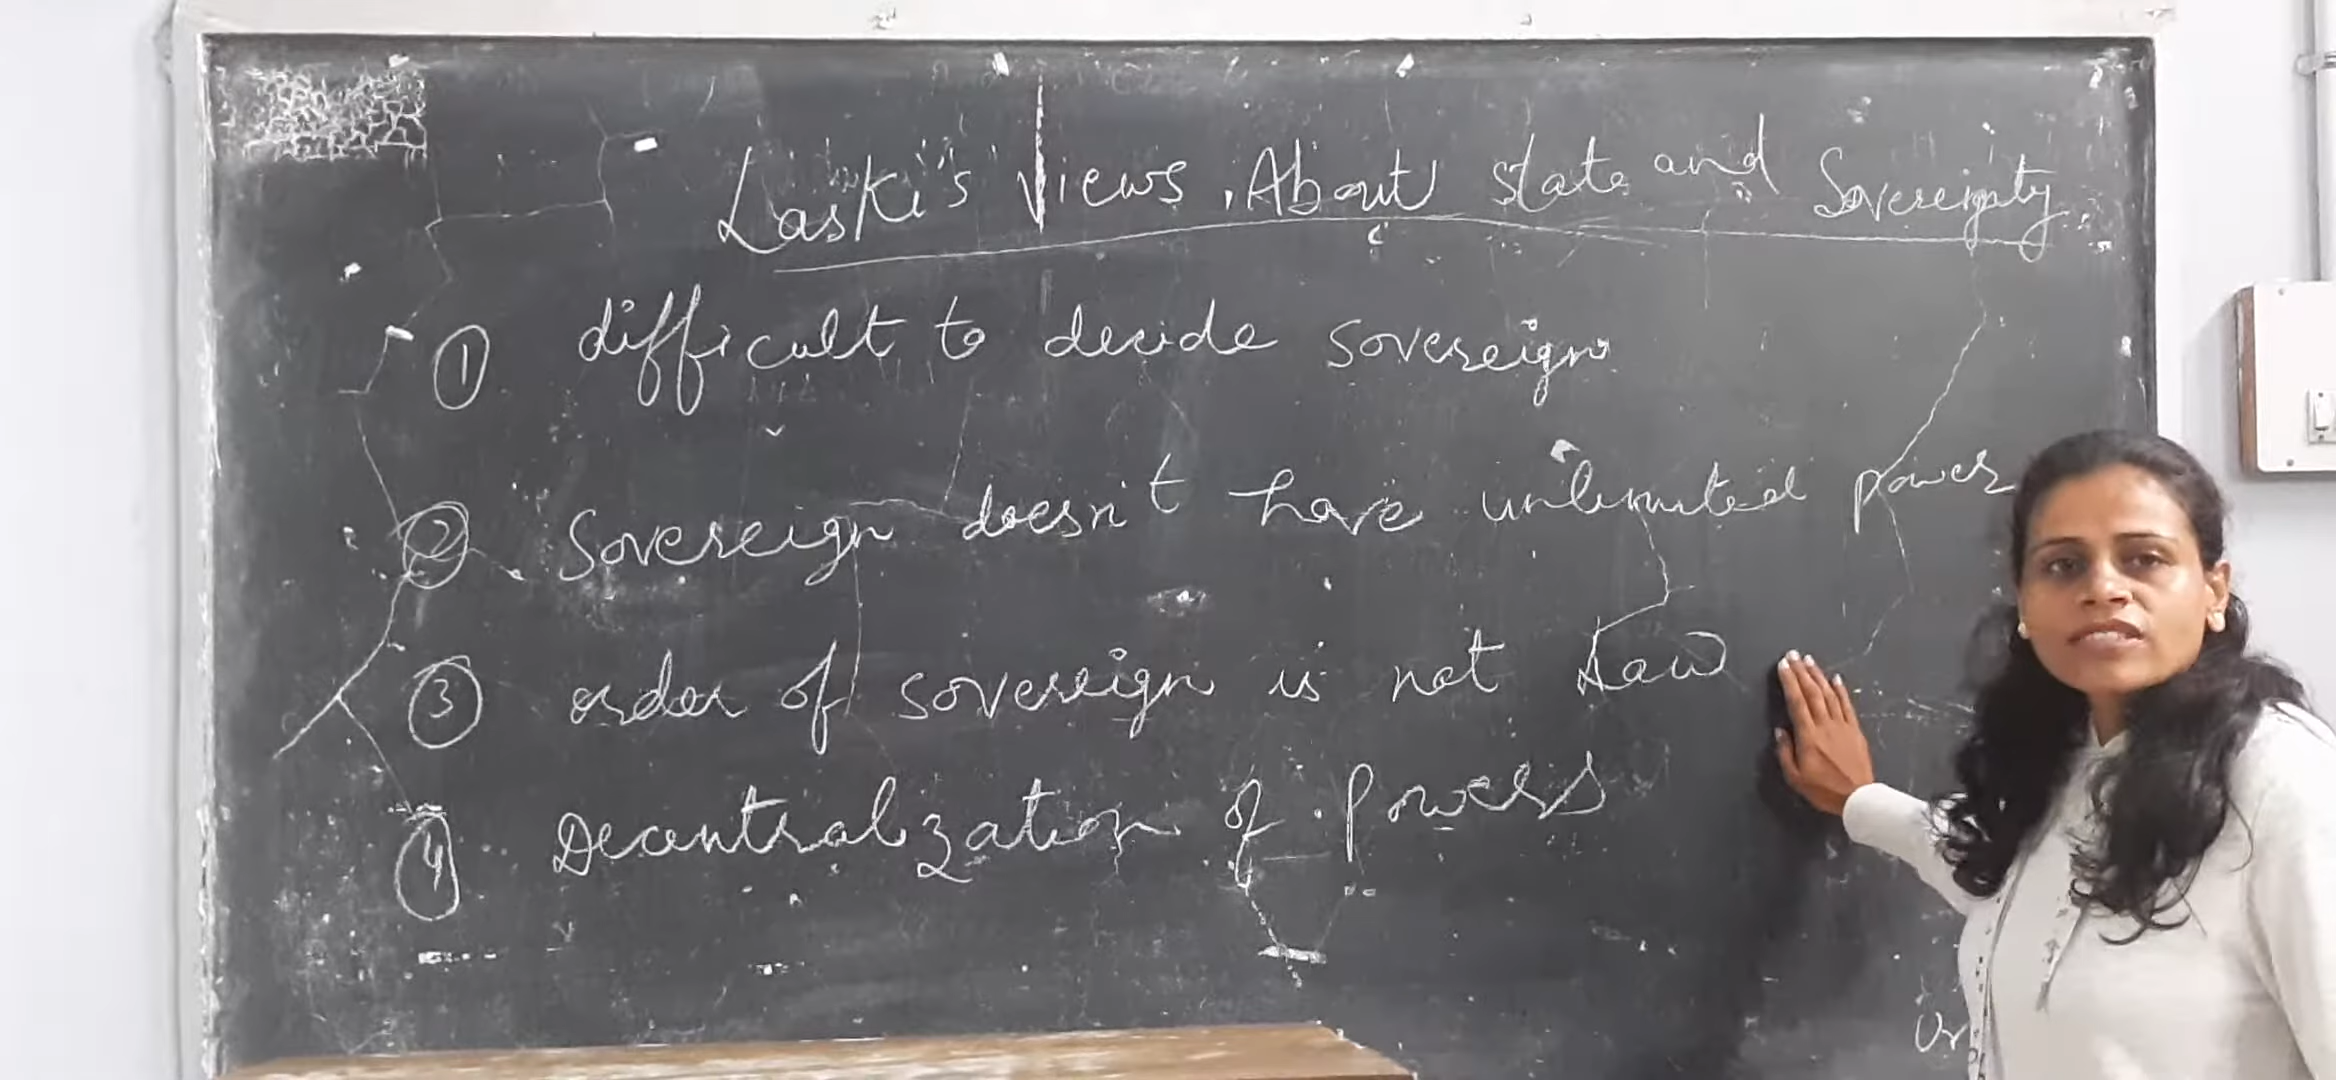 Laski's Views About state and Sovereignty
① difficult to decide sovereign
② Sovereign doesn't have unlimited power
③ order of sovereign is not Law
④ Decentralization of Powers